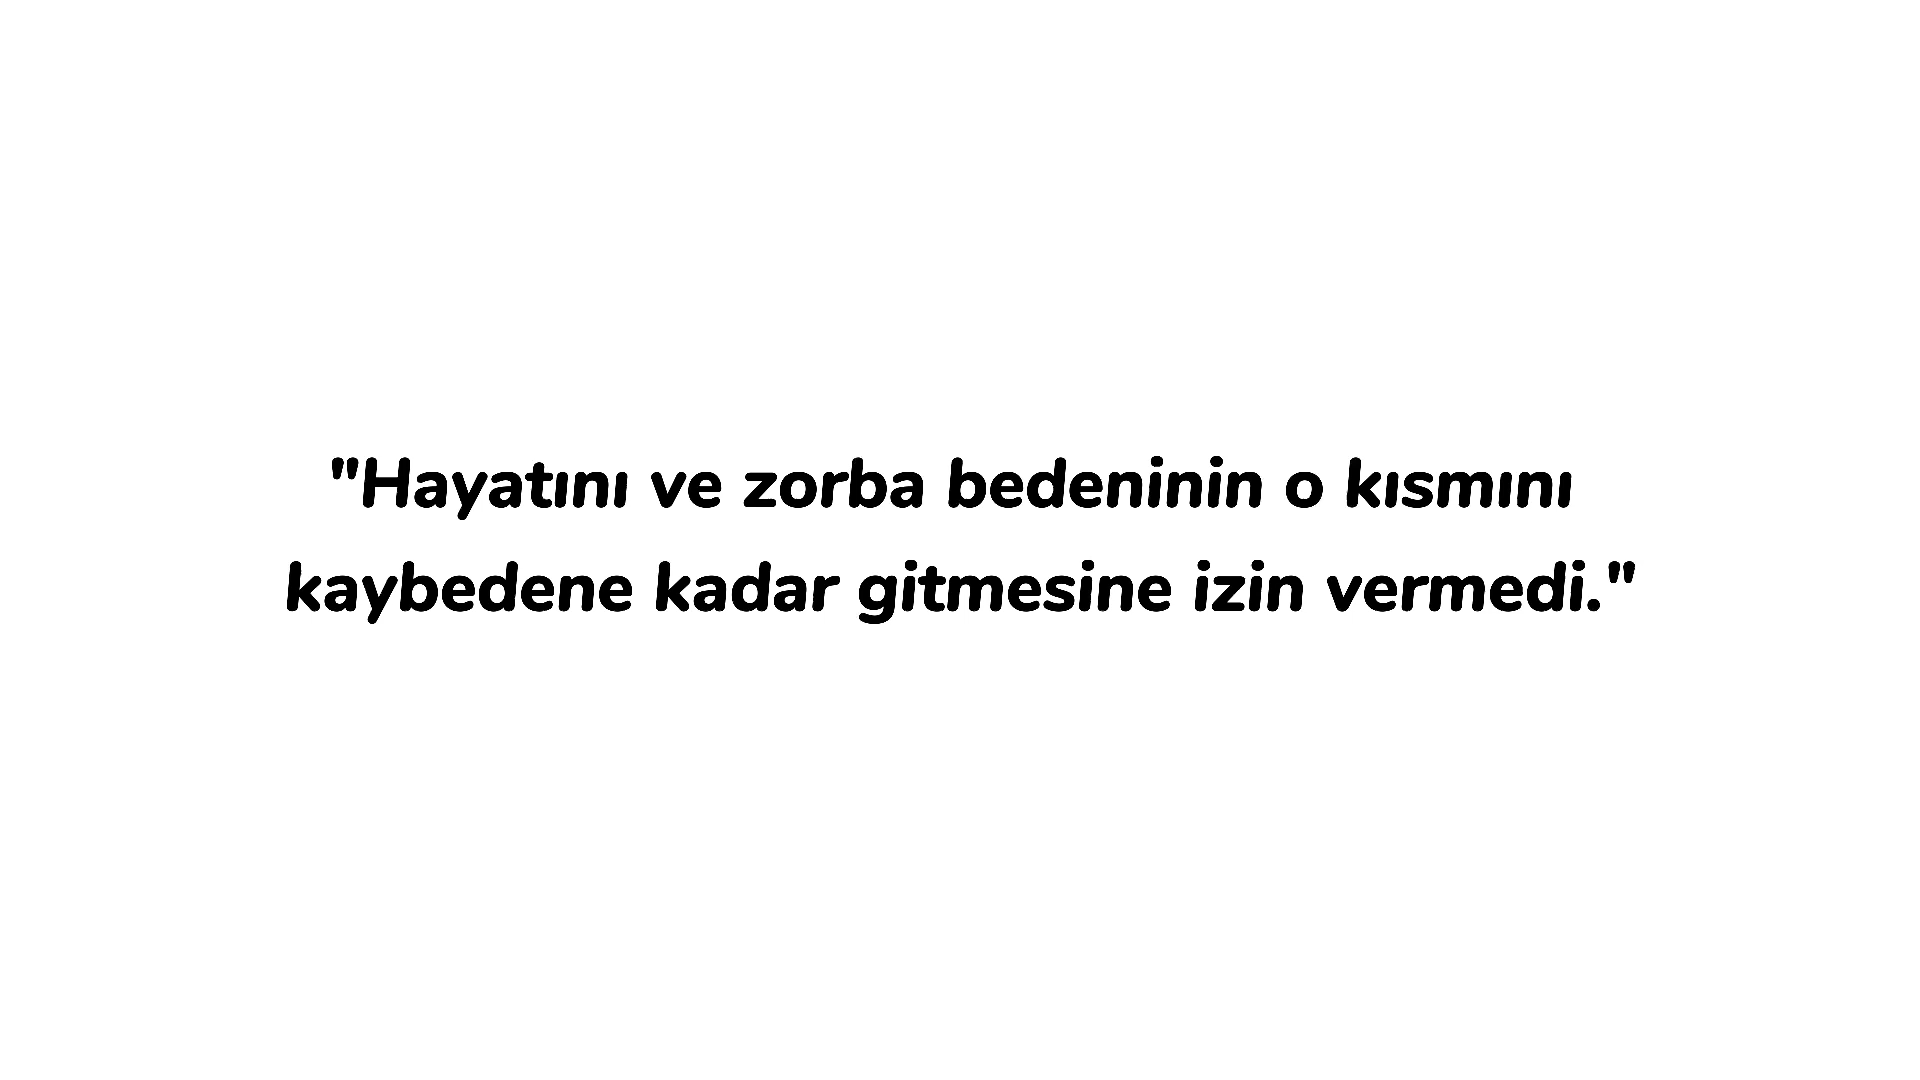 "Hayatını ve zorba bedeninin o kısmını
kaybedene kadar gitmesine izin vermedi."